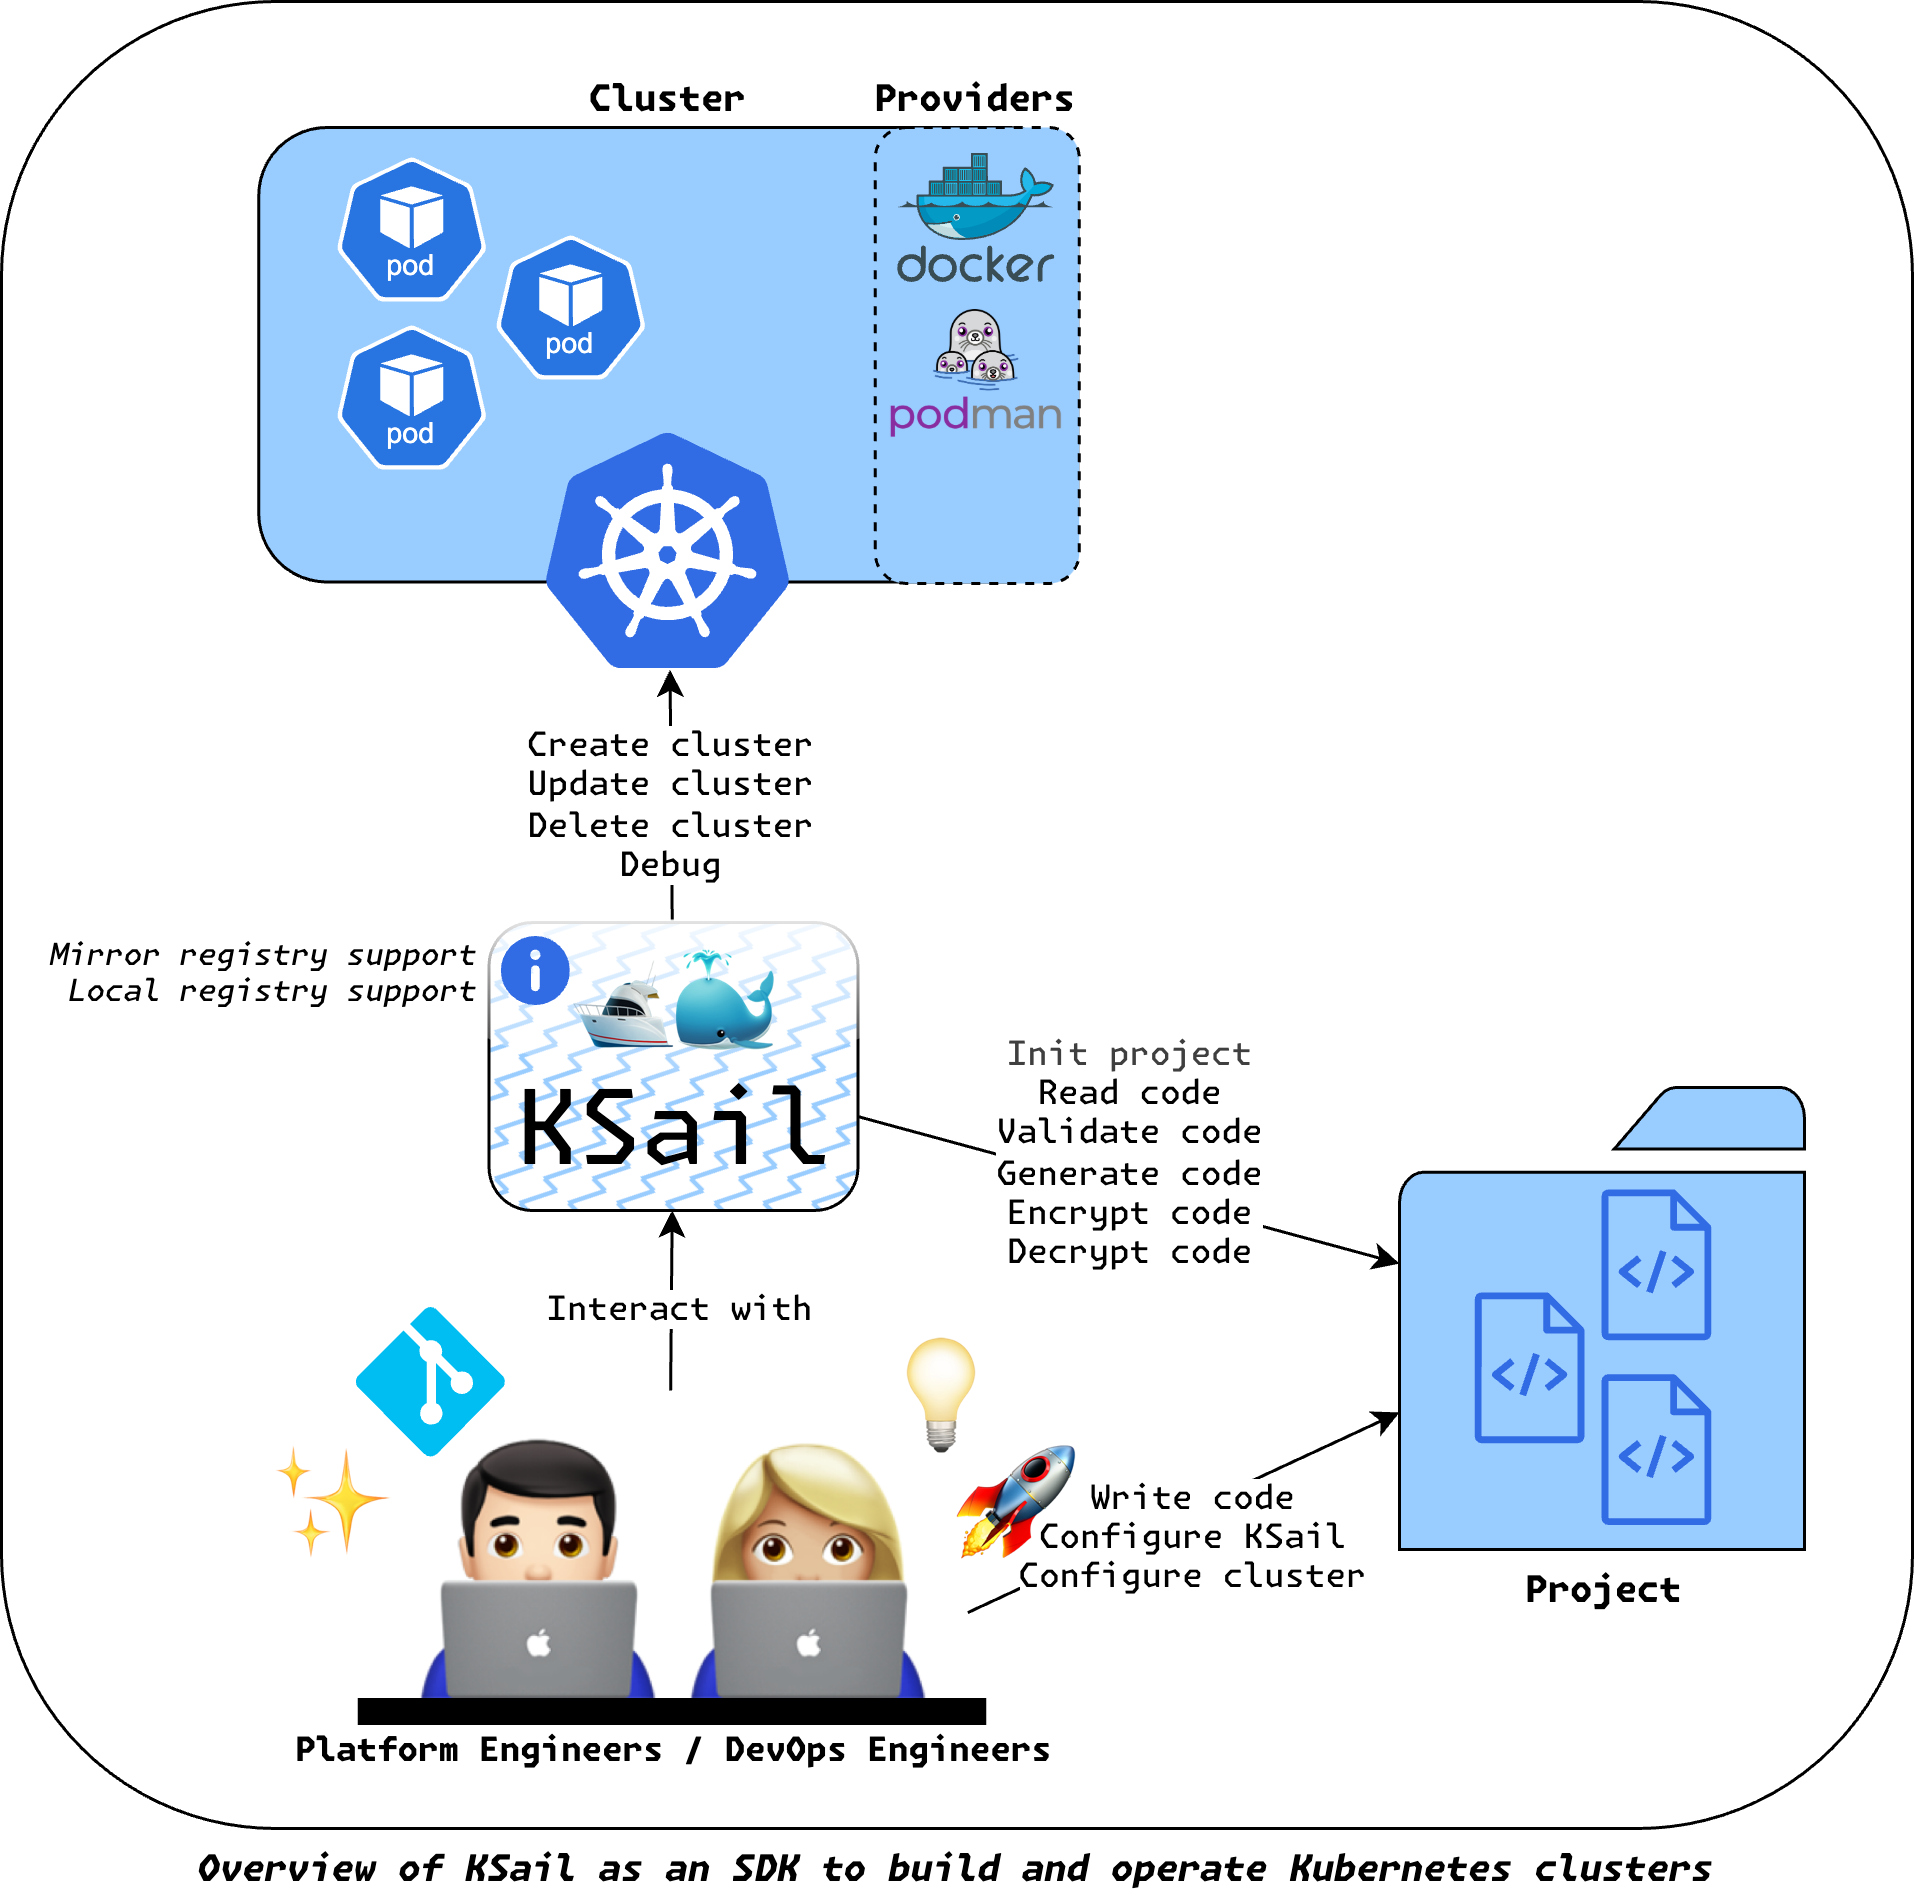 Cluster
Providers
pod
docker
pod
podman
pod
Create cluster
Update cluster
Delete cluster
Debug
Mirror registry support
Local registry support
i
KSail
Init project
Read code
Validate code
Generate code
Encrypt code
Decrypt code
</>
</>
</>
Interact with
Write code
Configure KSail
Configure cluster
Project
Platform Engineers / DevOps Engineers
Overview of KSail as an SDK to build and operate Kubernetes clusters